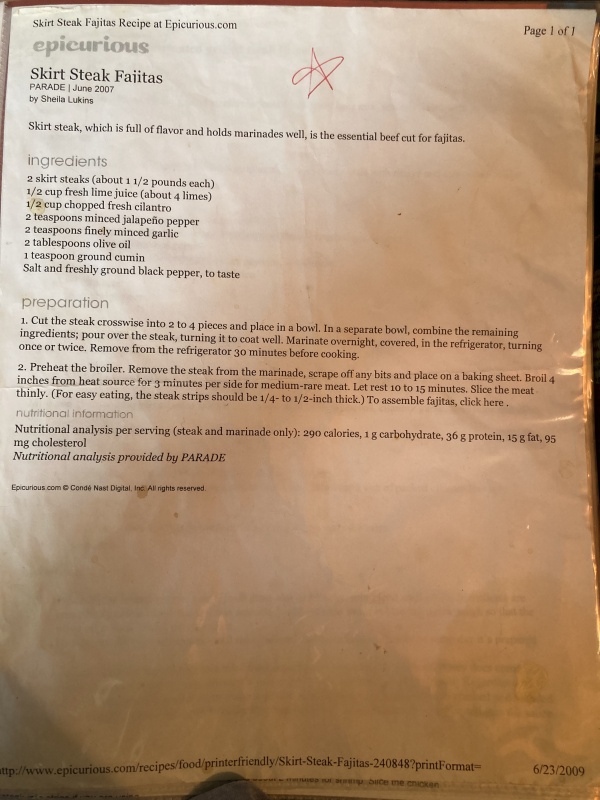 Skirt Steak Fajitas Recipe at Epicurious.com
Page 1 of 1
epicurious
Skirt Steak Fajitas
PARADE | June 2007
by Sheila Lukins
Skirt steak, which is full of flavor and holds marinades well, is the essential beef cut for fajitas.
ingredients
2 skirt steaks (about 1 1/2 pounds each)
1/2 cup fresh lime juice (about 4 limes)
1/2 cup chopped fresh cilantro
2 teaspoons minced jalapeño pepper
2 teaspoons finely minced garlic
2 tablespoons olive oil
1 teaspoon ground cumin
Salt and freshly ground black pepper, to taste
preparation
1. Cut the steak crosswise into 2 to 4 pieces and place in a bowl. In a separate bowl, combine the remaining
ingredients; pour over the steak, turning it to coat well. Marinate overnight, covered, in the refrigerator, turning
once or twice. Remove from the refrigerator 30 minutes before cooking.
2. Preheat the broiler. Remove the steak from the marinade, scrape off any bits and place on a baking sheet. Broil 4
inches from heat source for 3 minutes per side for medium-rare meat. Let rest 10 to 15 minutes. Slice the meat
thinly. (For easy eating, the steak strips should be 1/4- to 1/2-inch thick.) To assemble fajitas, click here .
nutritional information
Nutritional analysis per serving (steak and marinade only): 290 calories, 1 g carbohydrate, 36 g protein, 15 g fat, 95
mg cholesterol
Nutritional analysis provided by PARADE
Epicurious.com © Condé Nast Digital, Inc. All rights reserved.
ttp://www.epicurious.com/recipes/food/printerfriendly/Skirt-Steak-Fajitas-240848?printFormat=
6/23/2009
minutes for shrimp. Slice the chicken